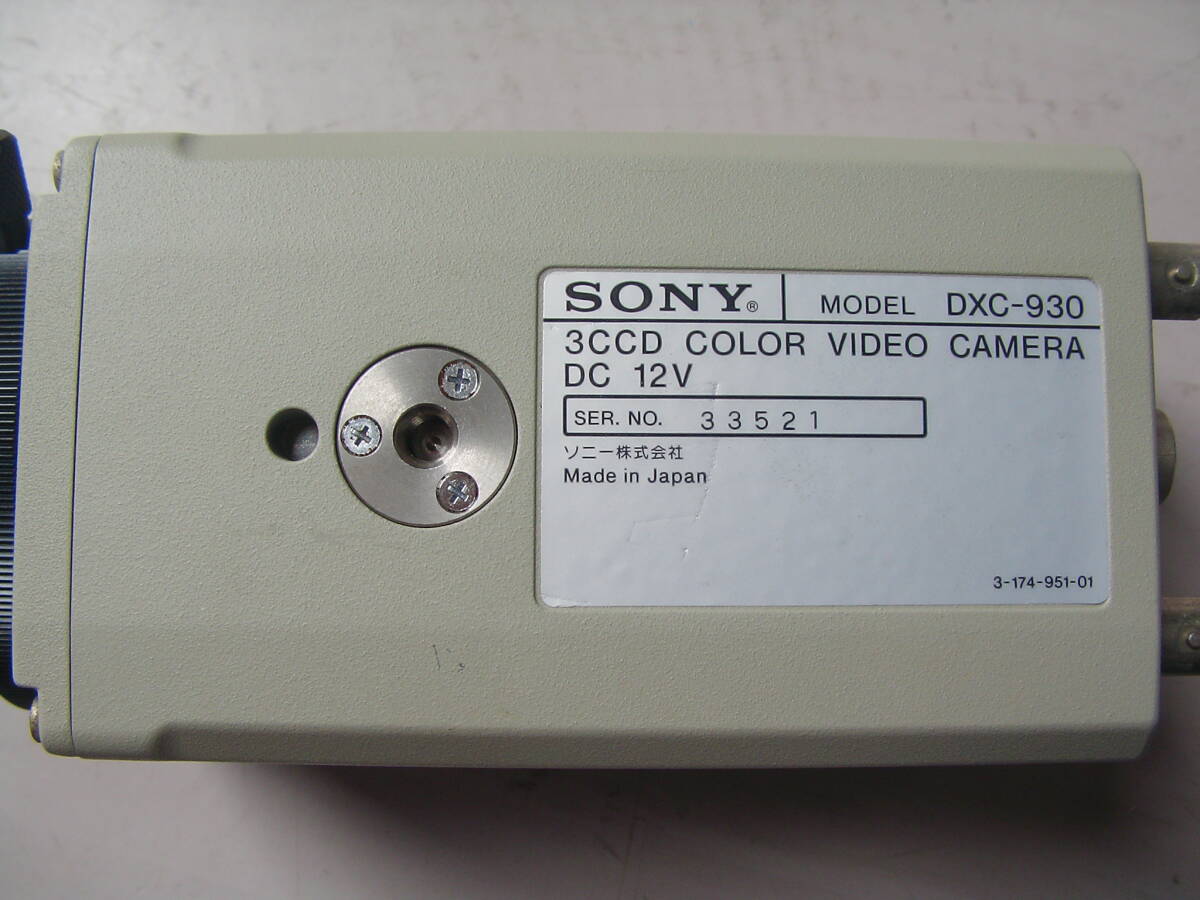 SONY® MODEL DXC-930
3CCD COLOR VIDEO CAMERA
DC 12V
SER. NO. 33521
ソニー株式会社
Made in Japan
3-174-951-01